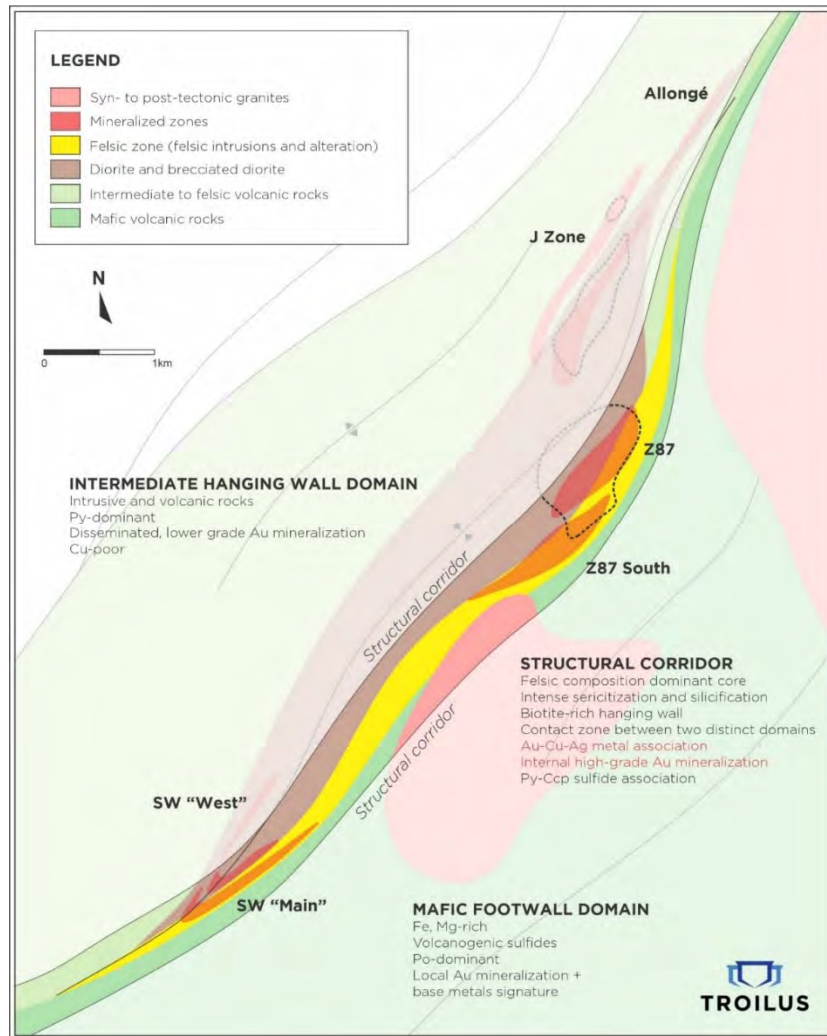 LEGEND
Syn- to post-tectonic granites
Mineralized zones
Felsic zone (felsic intrusions and alteration)
Diorite and brecciated diorite
Intermediate to felsic volcanic rocks
Mafic volcanic rocks
N
0
1km
Allongé
J Zone
INTERMEDIATE HANGING WALL DOMAIN
Intrusive and volcanic rocks
Py-dominant
Disseminated, lower grade Au mineralization
Cu-poor
Z87
Z87 South
Structural corridor
Structural corridor
STRUCTURAL CORRIDOR
Felsic composition dominant core
Intense sericitization and silicification
Biotite-rich hanging wall
Contact zone between two distinct domains
Au-Cu-Ag metal association
Internal high-grade Au mineralization
Py-Ccp sulfide association
SW "West"
SW "Main"
MAFIC FOOTWALL DOMAIN
Fe, Mg-rich
Volcanogenic sulfides
Po-dominant
Local Au mineralization +
base metals signature
TROILUS